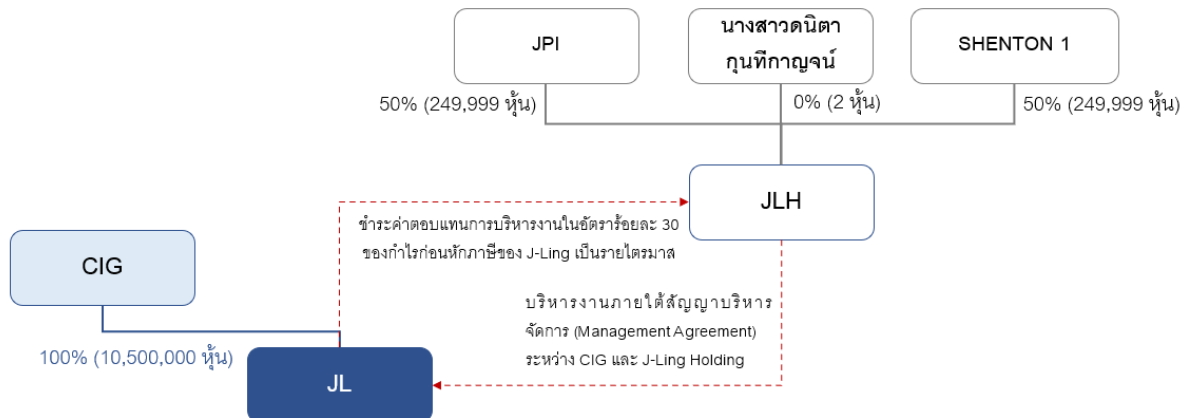 JPI
นางสาวดนิตา
กุนทีกาญจน์
SHENTON 1
50% (249,999 หุ้น)
0% (2 หุ้น)
50% (249,999 หุ้น)
JLH
ชำระค่าตอบแทนการบริหารงานในอัตราร้อยละ 30
ของกำไรก่อนหักภาษีของ J-Ling เป็นรายไตรมาส
CIG
บริหารงานภายใต้สัญญาบริหาร
จัดการ (Management Agreement)
ระหว่าง CIG และ J-Ling Holding
100% (10,500,000 หุ้น)
JL